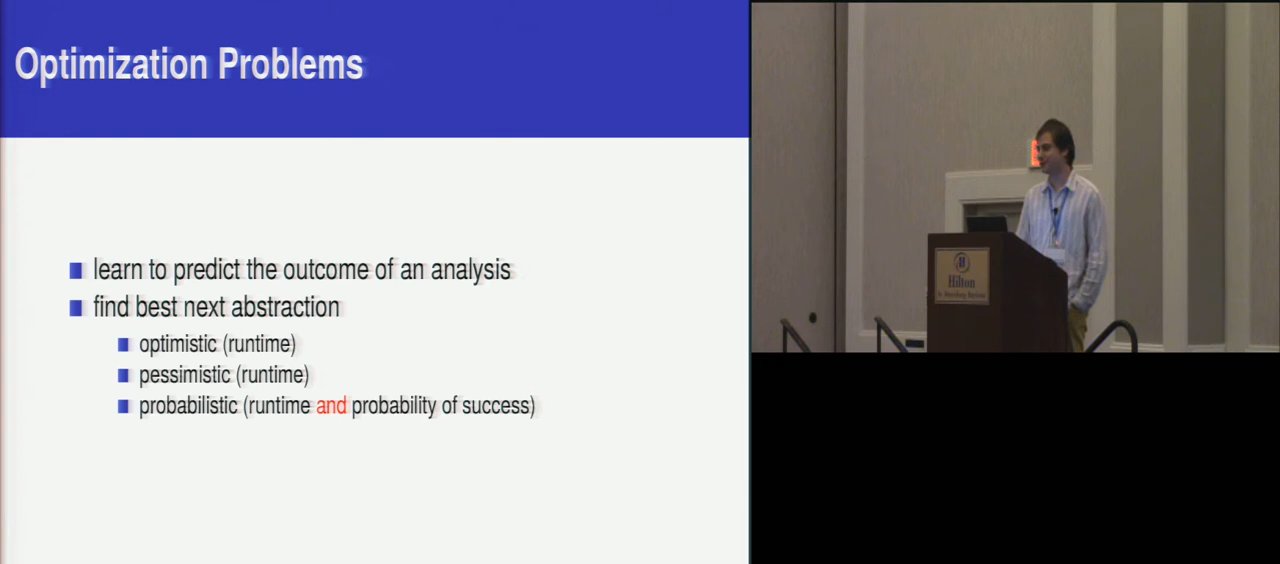 Optimization Problems
learn to predict the outcome of an analysis
find best next abstraction
optimistic (runtime)
pessimistic (runtime)
probabilistic (runtime and probability of success)
Hilton